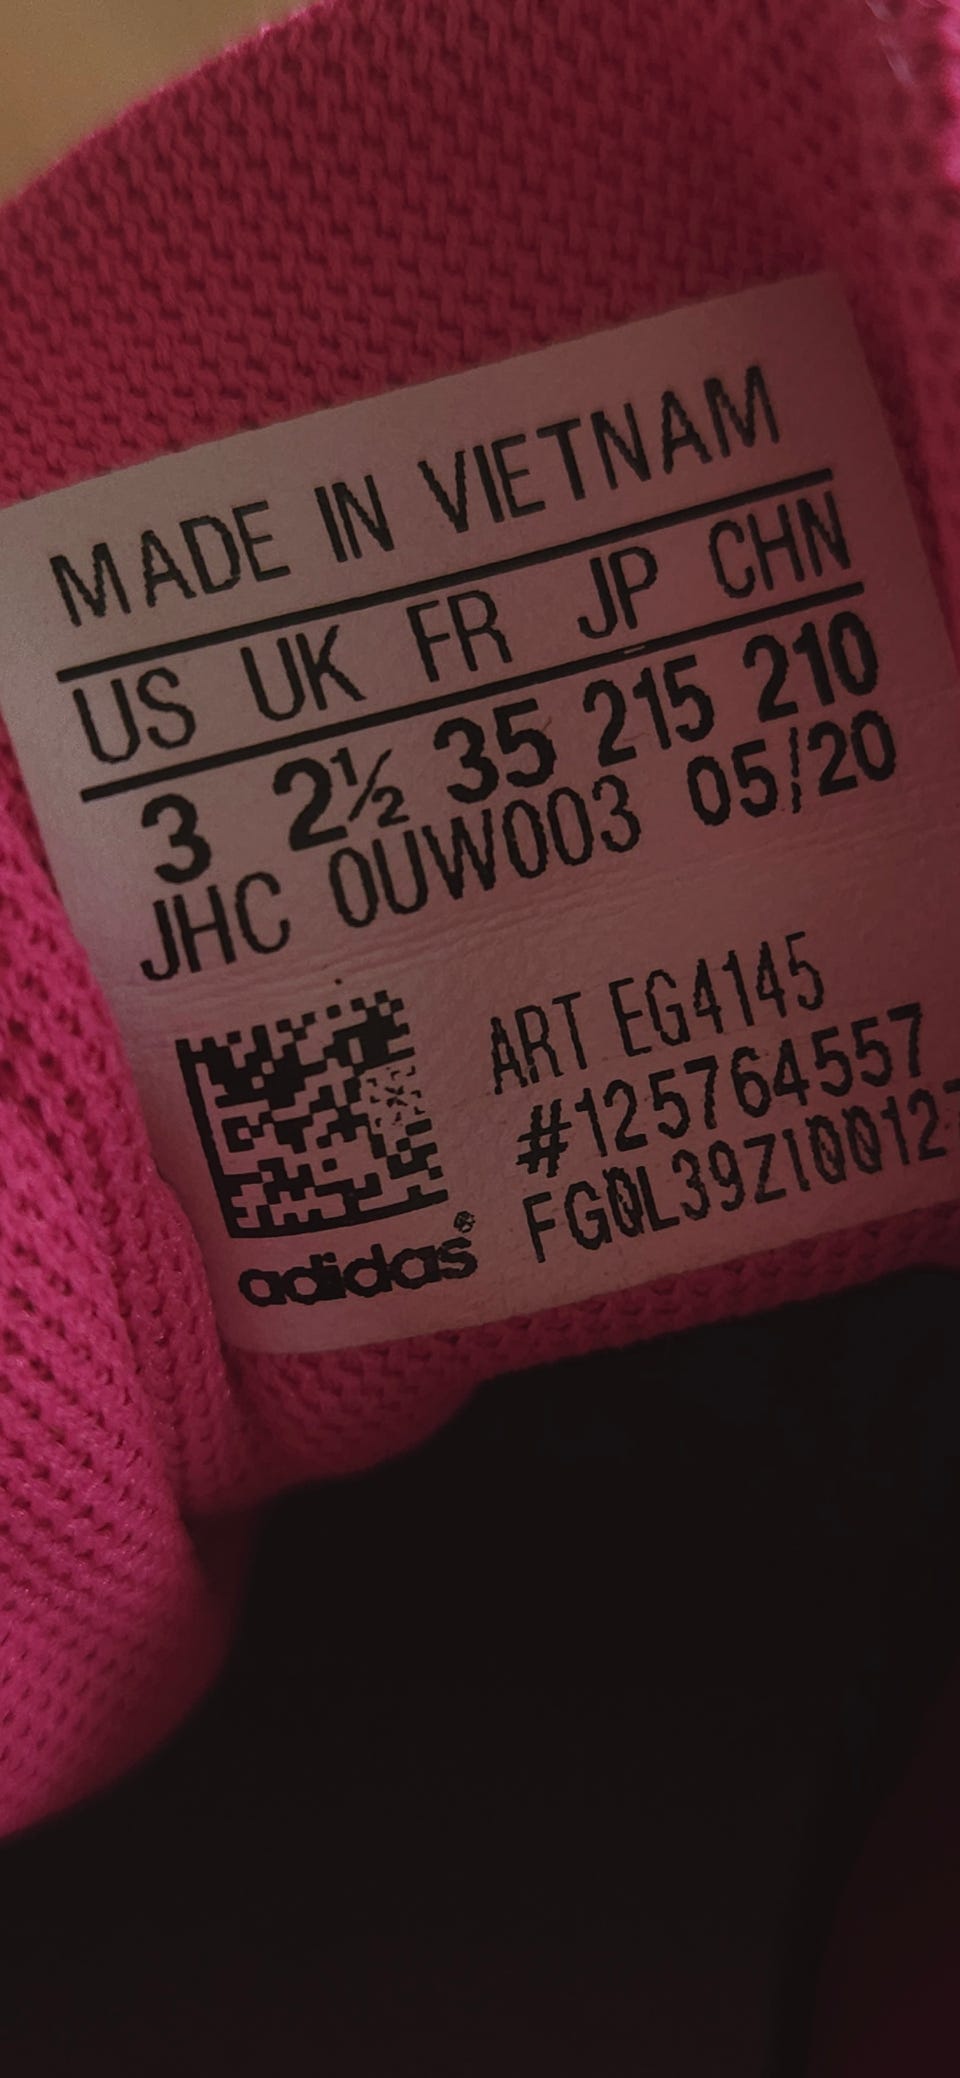 MADE IN VIETNAM
US UK FR JP CHN
3 2½ 35 215 210
JHC 0UW003 05/20
ART EG4145
#125764557
adidas®